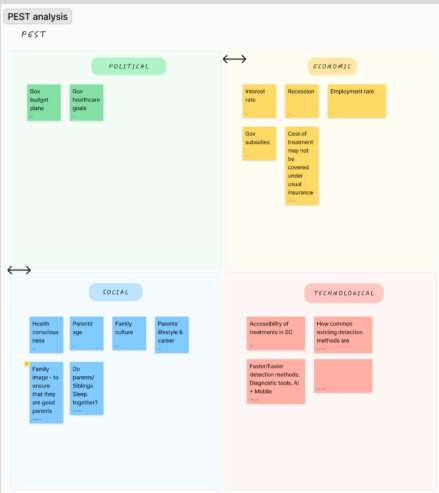 PEST analysis
PEST
POLITICAL
Gov
budget
plans
Gov
healthcare
goals
ECONOMIC
Interest
rate
Recession
Employment rate
Gov
subsidies
Cost of
treatment
may not
be
covered
under
usual
insurance
SOCIAL
Health
conscious
ness
Parents'
age
Family
culture
Parents'
lifestyle &
career
Family
image - to
ensure
that they
are good
parents
Do
parents/
Siblings
Sleep
together?
TECHNOLOGICAL
Accessibility of
treatments in SG
How common
existing detection
methods are
Faster/Easier
detection methods.
Diagnostic tools, AI
+ Mobile